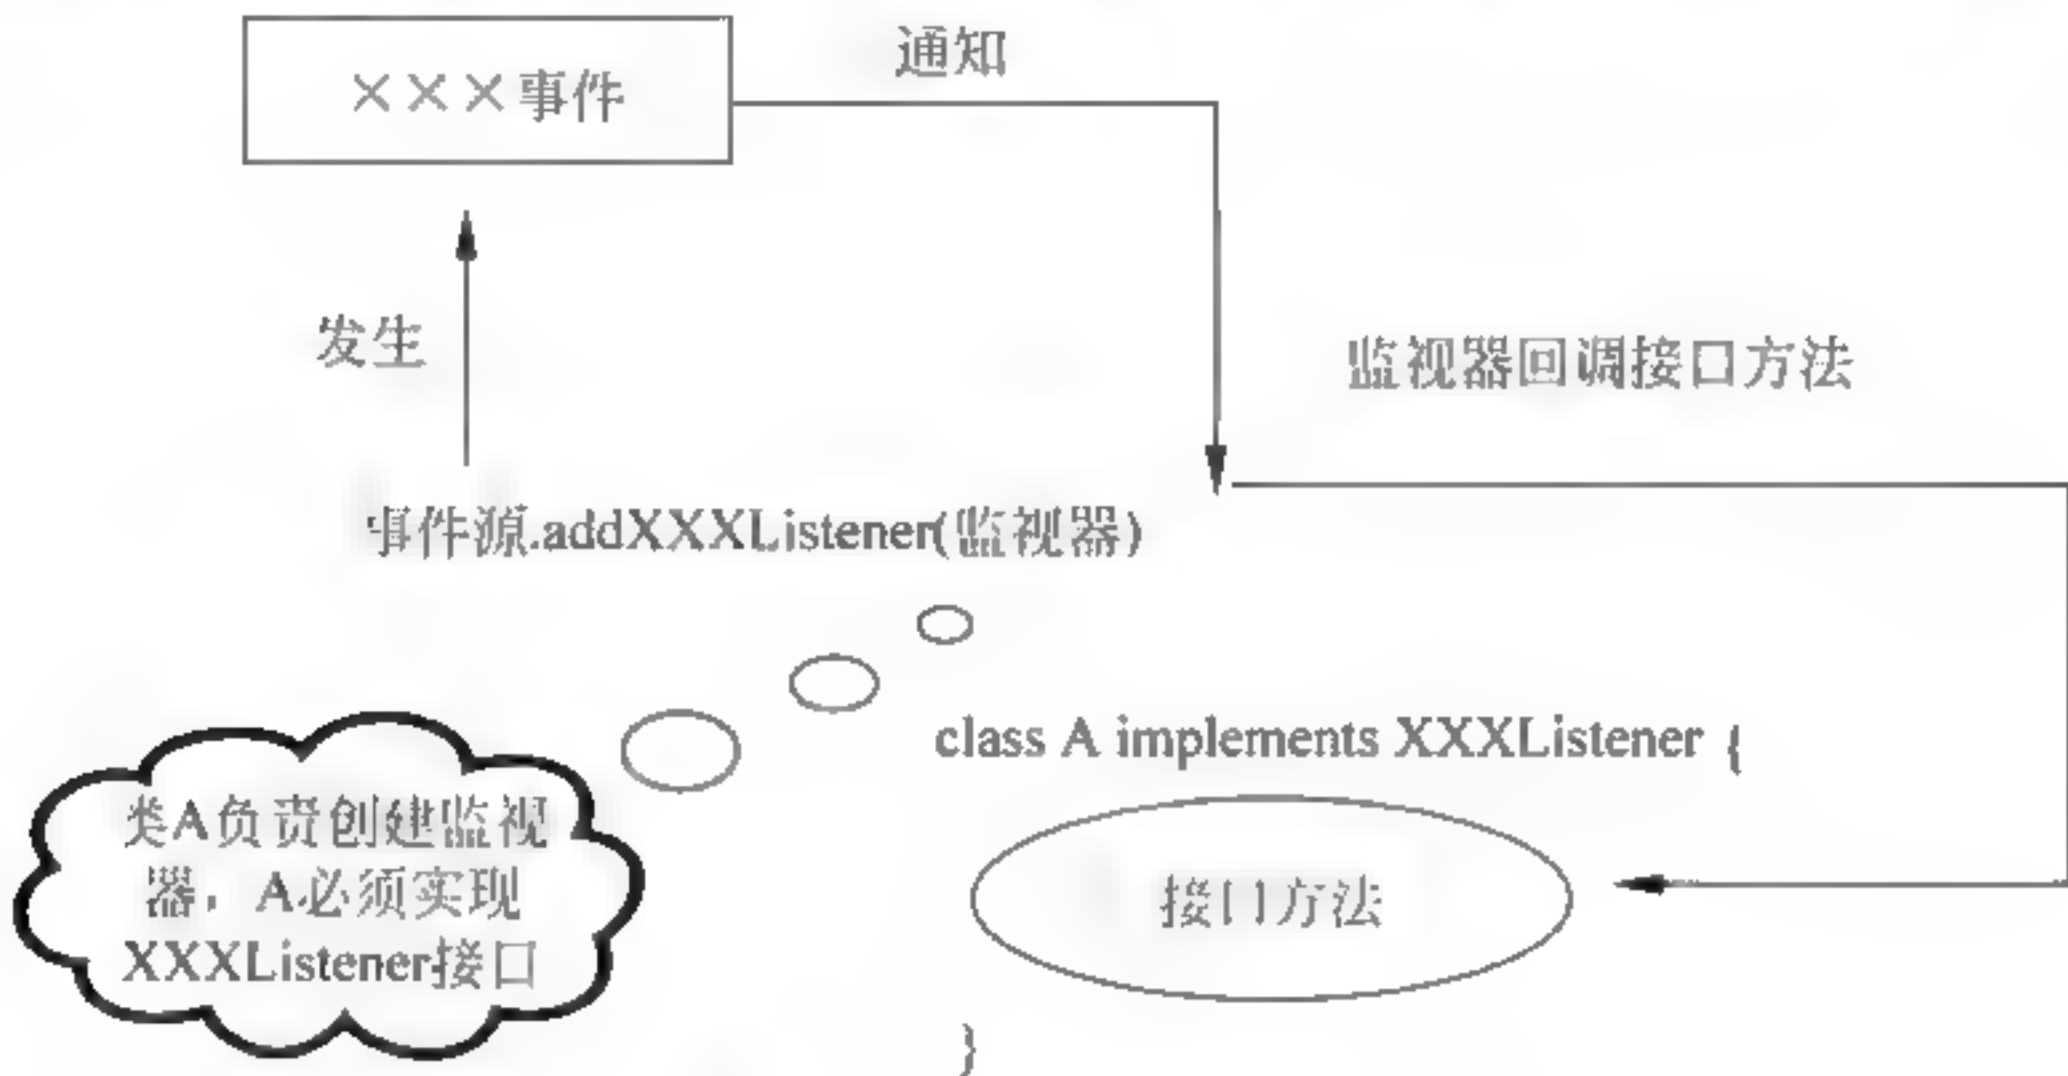 ×××事件
通知
发生
监视器回调接口方法
事件源.addXXXListener(监视器)
class A implements XXXListener {
类A负责创建监视
器，A必须实现
XXXListener接口
接口方法
}